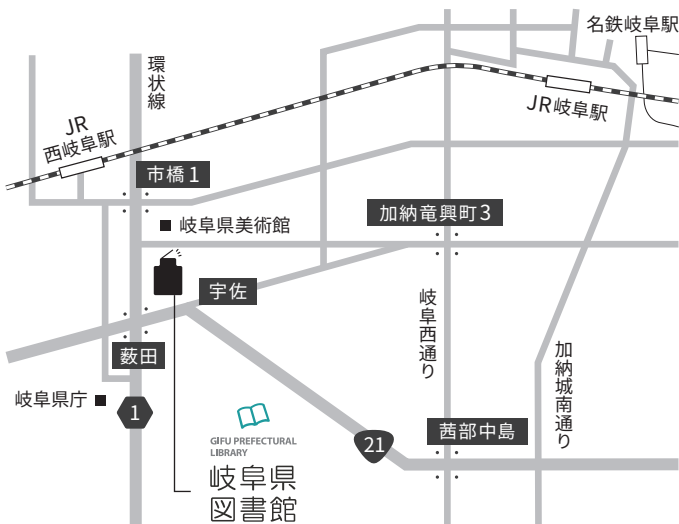 名鉄岐阜駅
環状線
JR岐阜駅
JR
西岐阜駅
市橋1
岐阜県美術館
加納竜興町3
宇佐
岐阜西通り
薮田
加納城南通り
岐阜県庁
1
GIFU PREFECTURAL
LIBRARY
岐阜県
図書館
21
茜部中島